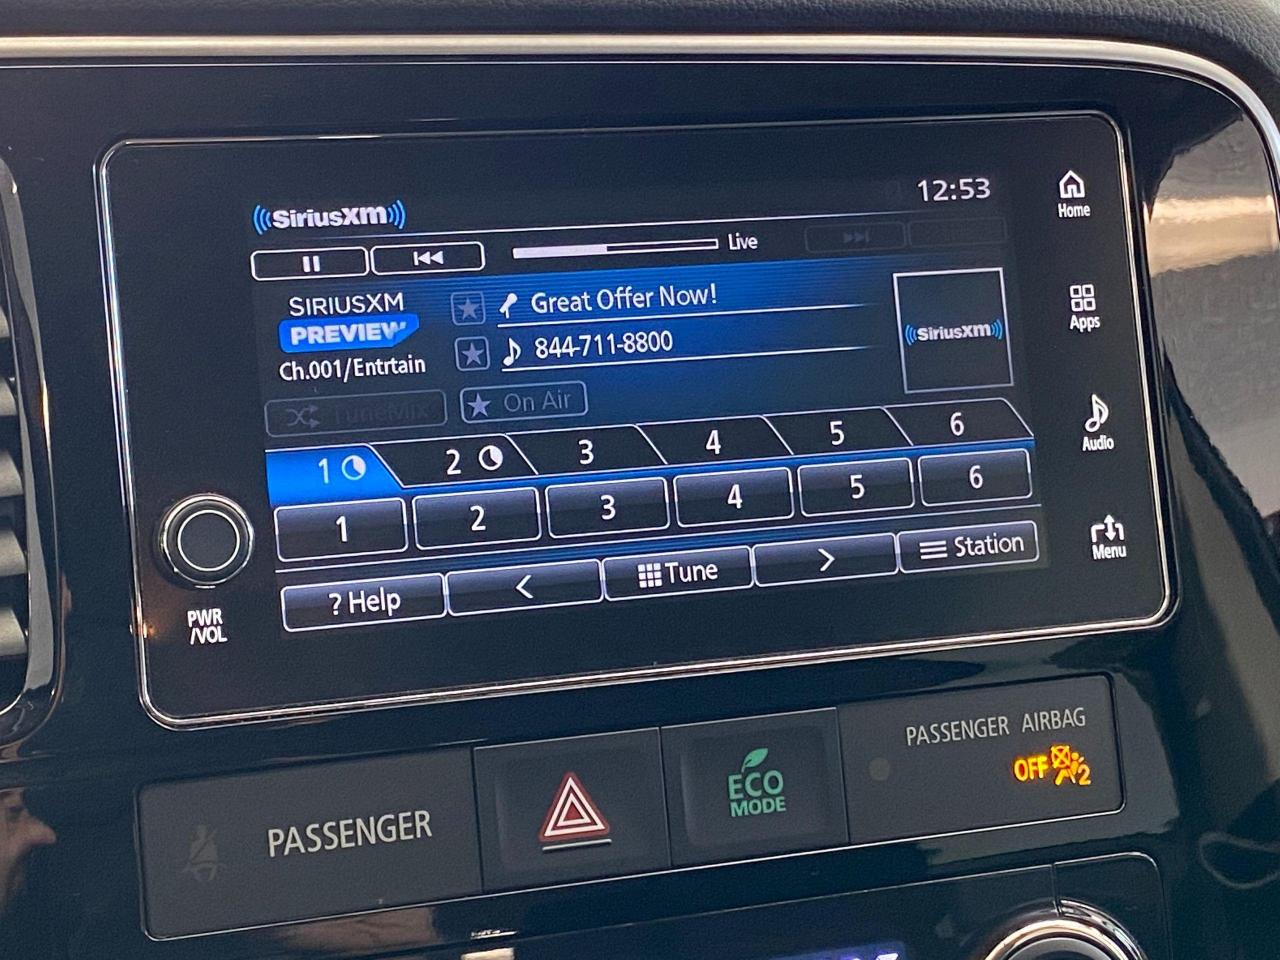 SiriusXM
12:53
Home
Live
SIRIUSXM
PREVIEW
Ch.001/Entrtain
Great Offer Now!
844-711-8800
SiriusXM
Apps
TuneMix
On Air
Audio
1 2 3 4 5 6
1 2 3 4 5 6
? Help < Tune > Station
Menu
PWR
/VOL
PASSENGER
ECO
MODE
PASSENGER AIRBAG
OFF 2